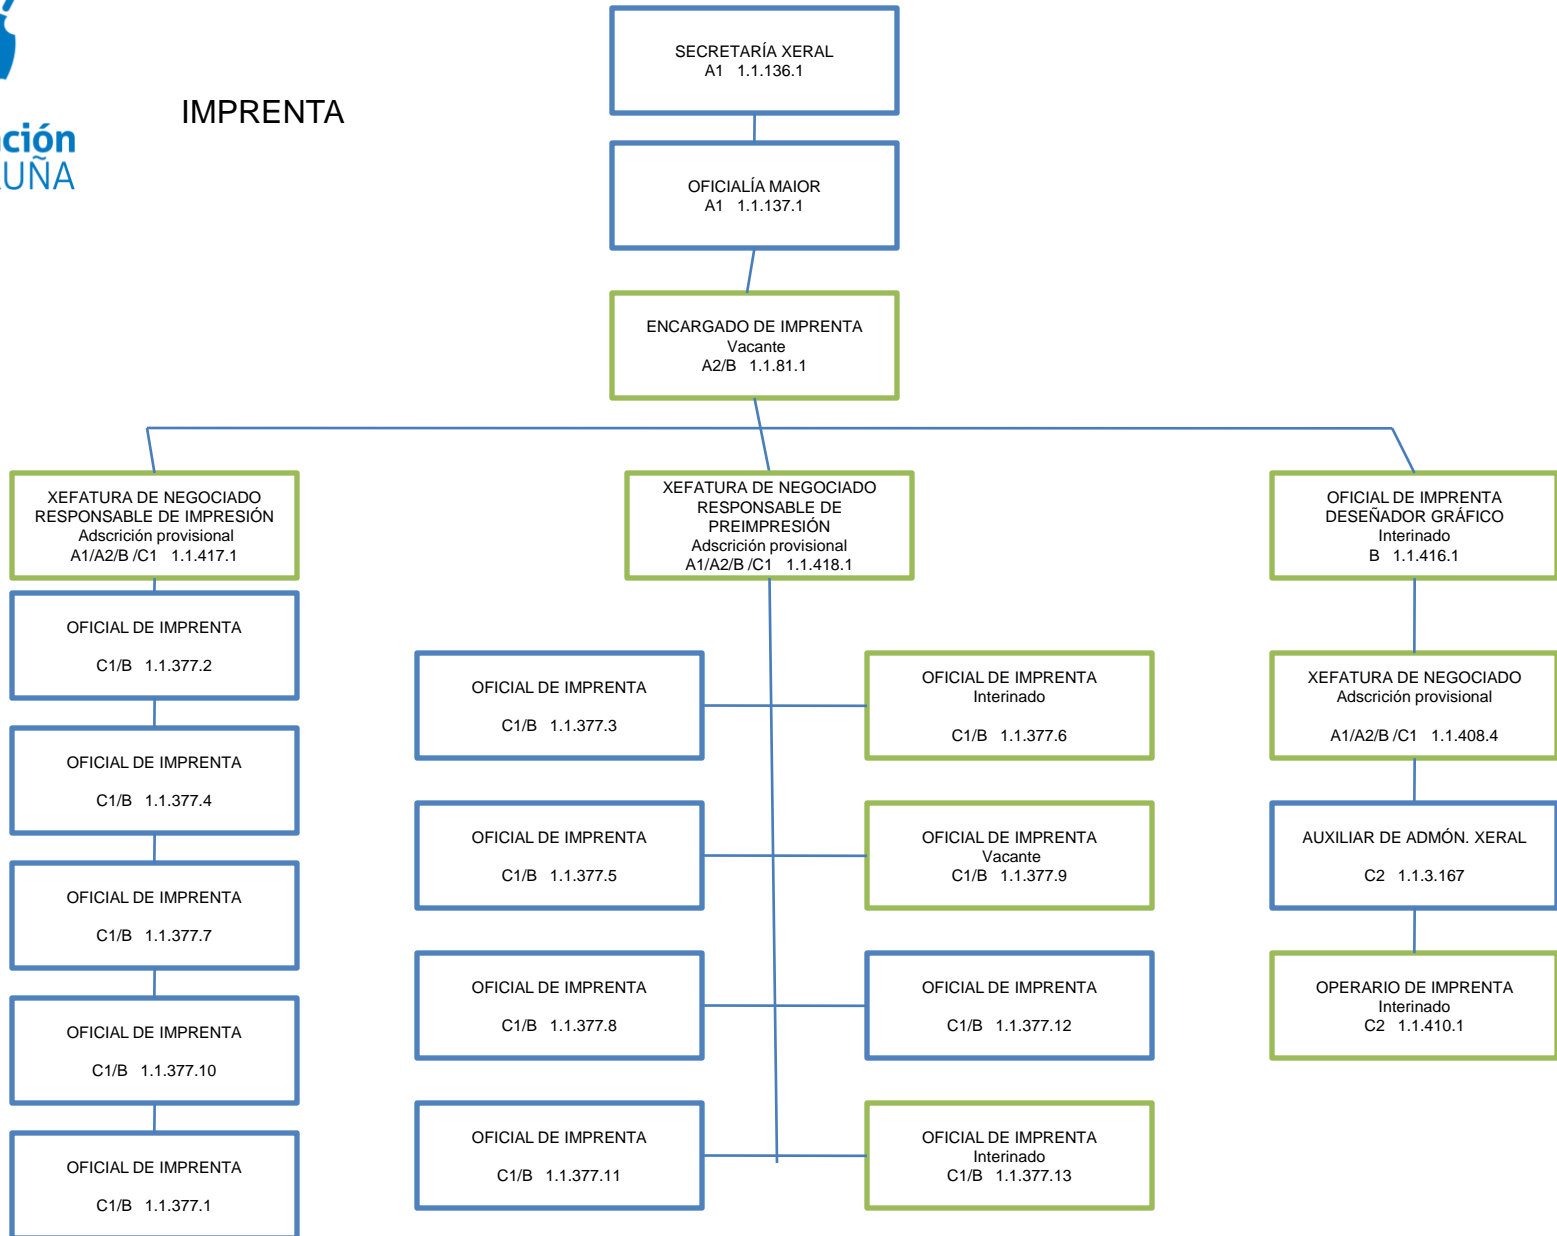 IMPRENTA
ción
UÑA
SECRETARÍA XERAL
A1 1.1.136.1
OFICIALÍA MAIOR
A1 1.1.137.1
ENCARGADO DE IMPRENTA
Vacante
A2/B 1.1.81.1
XEFATURA DE NEGOCIADO
RESPONSABLE DE IMPRESIÓN
Adscrición provisional
A1/A2/B /C1 1.1.417.1
OFICIAL DE IMPRENTA
C1/B 1.1.377.2
OFICIAL DE IMPRENTA
C1/B 1.1.377.4
OFICIAL DE IMPRENTA
C1/B 1.1.377.7
OFICIAL DE IMPRENTA
C1/B 1.1.377.10
OFICIAL DE IMPRENTA
C1/B 1.1.377.1
XEFATURA DE NEGOCIADO
RESPONSABLE DE
PREIMPRESIÓN
Adscrición provisional
A1/A2/B /C1 1.1.418.1
OFICIAL DE IMPRENTA
C1/B 1.1.377.3
OFICIAL DE IMPRENTA
Interinado
C1/B 1.1.377.6
OFICIAL DE IMPRENTA
C1/B 1.1.377.5
OFICIAL DE IMPRENTA
Vacante
C1/B 1.1.377.9
OFICIAL DE IMPRENTA
C1/B 1.1.377.8
OFICIAL DE IMPRENTA
C1/B 1.1.377.12
OFICIAL DE IMPRENTA
C1/B 1.1.377.11
OFICIAL DE IMPRENTA
Interinado
C1/B 1.1.377.13
OFICIAL DE IMPRENTA
DESEÑADOR GRÁFICO
Interinado
B 1.1.416.1
XEFATURA DE NEGOCIADO
Adscrición provisional
A1/A2/B /C1 1.1.408.4
AUXILIAR DE ADMÓN. XERAL
C2 1.1.3.167
OPERARIO DE IMPRENTA
Interinado
C2 1.1.410.1